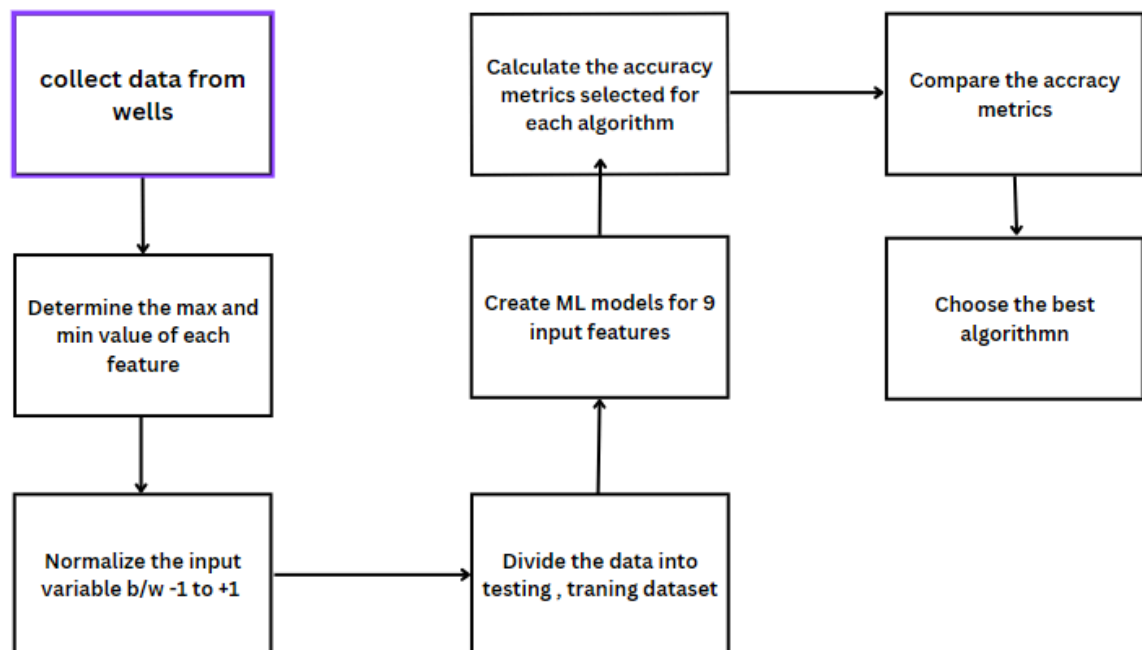 collect data from
wells
Determine the max and
min value of each
feature
Normalize the input
variable b/w -1 to +1
Divide the data into
testing , traning dataset
Create ML models for 9
input features
Calculate the accuracy
metrics selected for
each algorithm
Compare the accracy
metrics
Choose the best
algorithmn